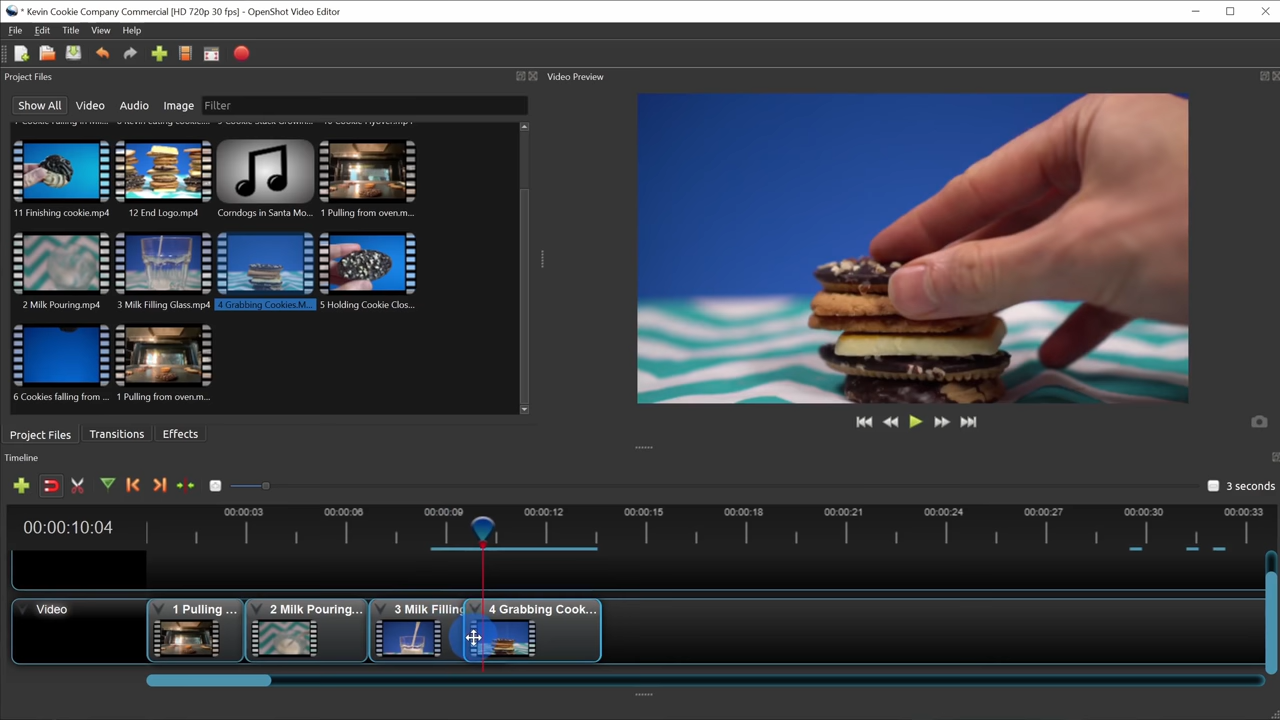 * Kevin Cookie Company Commercial [HD 720p 30 fps] - OpenShot Video Editor
File Edit Title View Help
Project Files
Video Preview
Show All Video Audio Image Filter
11 Finishing cookie.mp4 12 End Logo.mp4 Corndogs in Santa Mo... 1 Pulling from oven.m...
2 Milk Pouring.mp4 3 Milk Filling Glass.mp4 4 Grabbing Cookies.M... 5 Holding Cookie Clos...
6 Cookies falling from ... 1 Pulling from oven.m...
Project Files Transitions Effects
Timeline
3 seconds
00:00:10:04
00:00:03 00:00:06 00:00:09 00:00:12 00:00:15 00:00:18 00:00:21 00:00:24 00:00:27 00:00:30 00:00:33
Video
1 Pulling ... 2 Milk Pouring... 3 Milk Filling 4 Grabbing Cook...